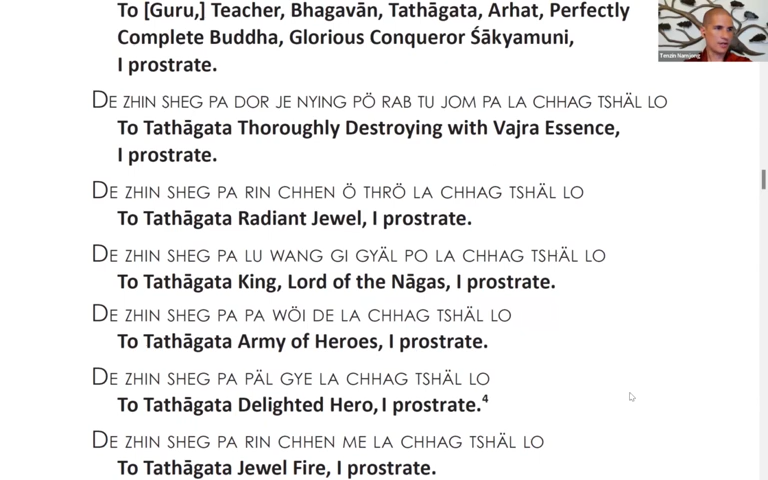 To [Guru,] Teacher, Bhagavān, Tathāgata, Arhat, Perfectly
Complete Buddha, Glorious Conqueror Śākyamuni,
I prostrate.
DE ZHIN SHEG PA DOR JE NYING PÖ RAB TU JOM PA LA CHHAG TSHÄL LO
To Tathāgata Thoroughly Destroying with Vajra Essence,
I prostrate.
DE ZHIN SHEG PA RIN CHHEN Ö THRÖ LA CHHAG TSHÄL LO
To Tathāgata Radiant Jewel, I prostrate.
DE ZHIN SHEG PA LU WANG GI GYÄL PO LA CHHAG TSHÄL LO
To Tathāgata King, Lord of the Nāgas, I prostrate.
DE ZHIN SHEG PA PA WÖI DE LA CHHAG TSHÄL LO
To Tathāgata Army of Heroes, I prostrate.
DE ZHIN SHEG PA PÄL GYE LA CHHAG TSHÄL LO
To Tathāgata Delighted Hero, I prostrate.⁴
DE ZHIN SHEG PA RIN CHHEN ME LA CHHAG TSHÄL LO
To Tathāgata Jewel Fire, I prostrate.
Tenzin Namjong